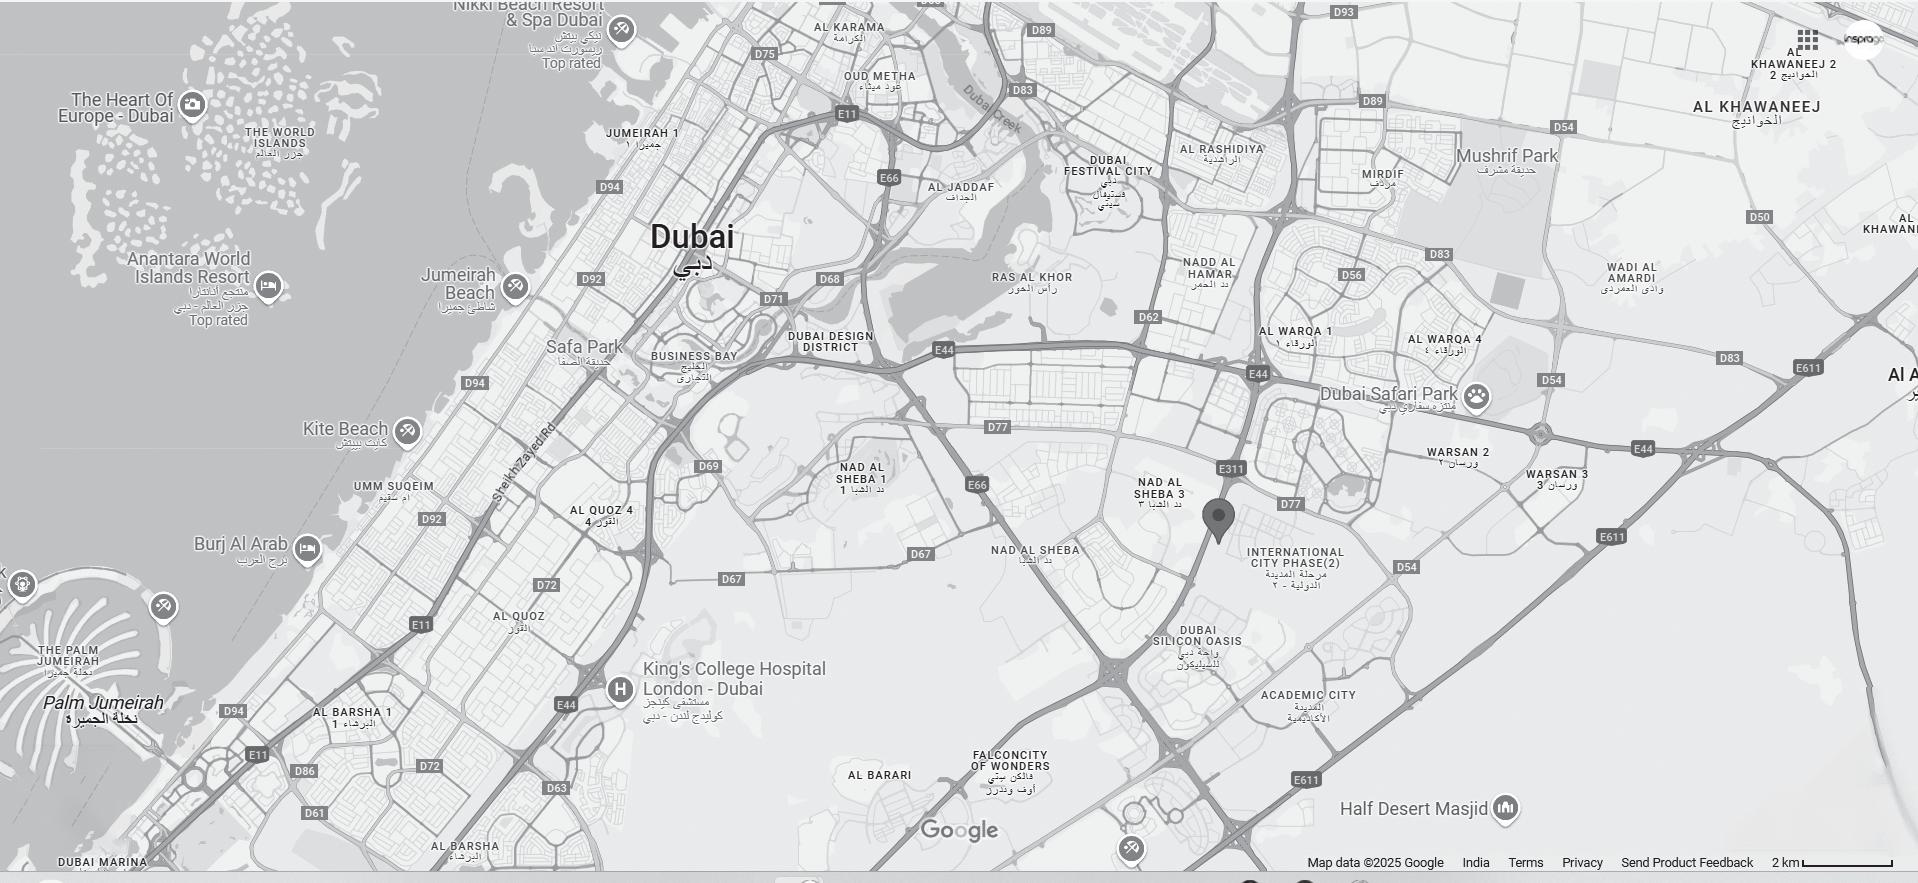 Nikki Beach Resort
& Spa Dubai
نيكي بيتش
ريسورت اند سبا
Top rated
AL KARAMA
الكرامة
D75
D89
D93
AL
KHAWANEEJ 2
الخوانيج 2
The Heart Of
Europe - Dubai
THE WORLD
ISLANDS
جزر العالم
JUMEIRAH 1
جميرا ١
OUD METHA
عود ميثاء
E11
D83
Dubai Creek
D89
AL KHAWANEEJ
الخوانيج
D54
AL RASHIDIYA
الراشدية
DUBAI
FESTIVAL CITY
دبي
فستيفال
سيتي
MIRDIF
مردف
Mushrif Park
حديقة مشرف
D94
E66
AL JADDAF
الجداف
D50
Dubai
دبي
Anantara World
Islands Resort
منتجع أنانتارا
جزر العالم - دبي
Top rated
Jumeirah
Beach
شاطئ جميرا
D92
D71
D68
RAS AL KHOR
رأس الخور
NADD AL
HAMAR
ند الحمر
D56
D83
WADI AL
AMARDI
وادي العمردي
D62
Safa Park
حديقة الصفا
BUSINESS BAY
الخليج
التجاري
DUBAI DESIGN
DISTRICT
E44
AL WARQA 1
الورقاء ١
AL WARQA 4
الورقاء ٤
D83
E611
D94
E44
D54
Dubai Safari Park
منتزه سفاري دبي
Kite Beach
كايت بييتش
Sheikh Zayed Rd
D77
WARSAN 2
ورسان ٢
E44
UMM SUQEIM
ام سقيم
D69
NAD AL
SHEBA 1
ند الشبا 1
E66
NAD AL
SHEBA 3
ند الشبا ٣
E311
D77
WARSAN 3
ورسان 3
D92
AL QUOZ 4
القوز 4
Burj Al Arab
برج العرب
D67
NAD AL SHEBA
ند الشبا
INTERNATIONAL
CITY PHASE(2)
مرحلة المدينة
الدولية - ٢
D54
E611
D72
D67
AL QUOZ
القوز
E11
DUBAI
SILICON OASIS
واحة دبي
للسيليكون
THE PALM
JUMEIRAH
نخلة جميرا
Palm Jumeirah
نخلة الجميرة
King's College Hospital
London - Dubai
مستشفى كينجز
كوليدج لندن - دبي
ACADEMIC CITY
المدينة
الأكاديمية
D94
AL BARSHA 1
البرشاء 1
E44
E11
D86
D72
D63
AL BARARI
FALCONCITY
OF WONDERS
فالكن سيتي
أوف وندرز
E611
D61
Half Desert Masjid
Google
AL BARSHA
البرشاء
DUBAI MARINA
Map data ©2025 Google India Terms Privacy Send Product Feedback 2 km